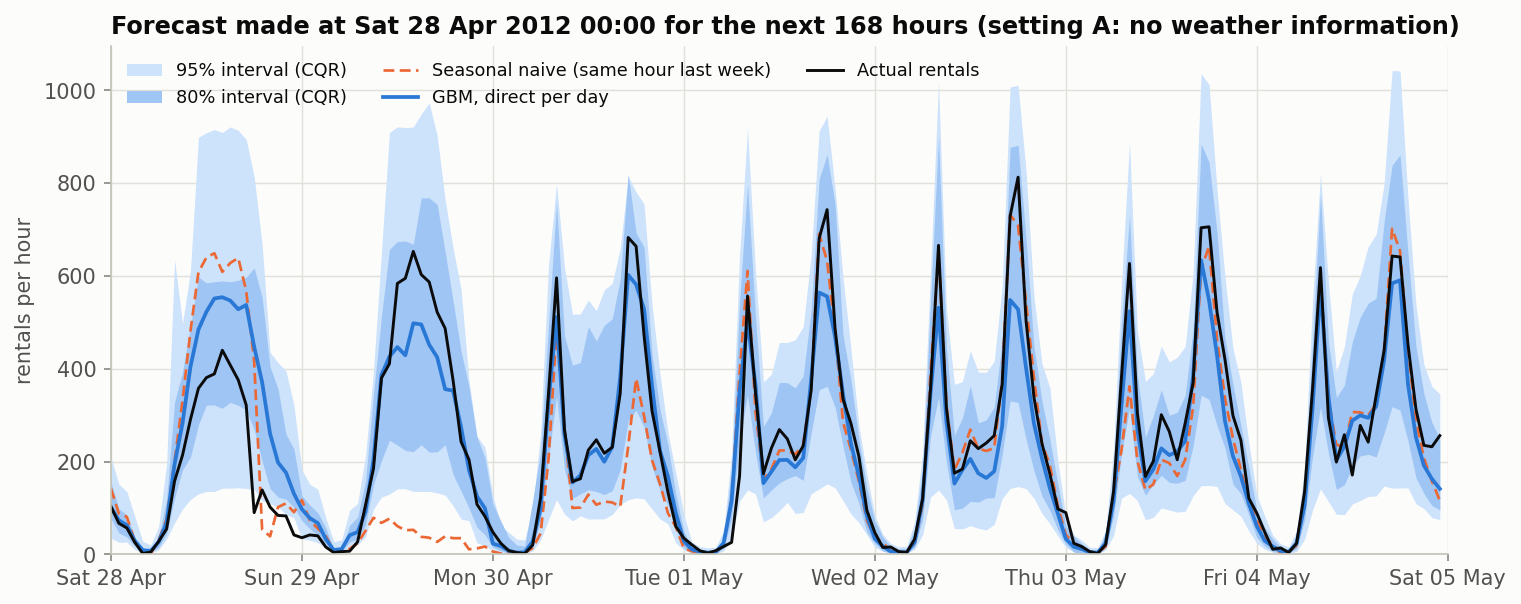 Forecast made at Sat 28 Apr 2012 00:00 for the next 168 hours (setting A: no weather information)
95% interval (CQR)
80% interval (CQR)
Seasonal naive (same hour last week)
GBM, direct per day
Actual rentals
rentals per hour
1000
800
600
400
200
0
Sat 28 Apr
Sun 29 Apr
Mon 30 Apr
Tue 01 May
Wed 02 May
Thu 03 May
Fri 04 May
Sat 05 May